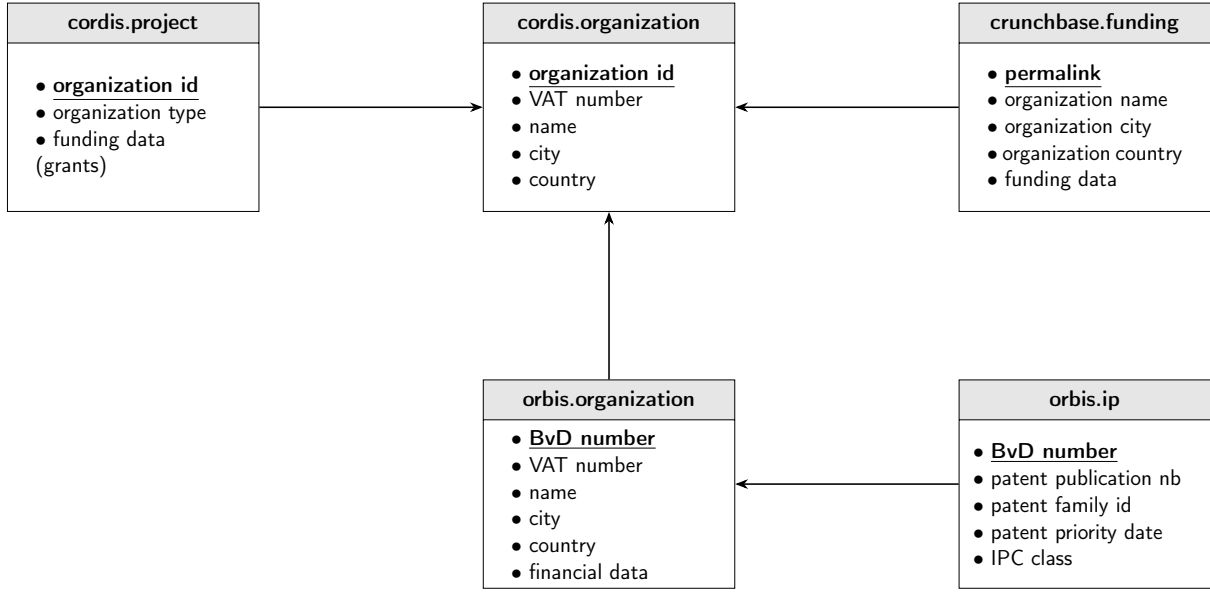 cordis.project
• organization id
• organization type
• funding data
(grants)
cordis.organization
• organization id
• VAT number
• name
• city
• country
crunchbase.funding
• permalink
• organization name
• organization city
• organization country
• funding data
orbis.organization
• BvD number
• VAT number
• name
• city
• country
• financial data
orbis.ip
• BvD number
• patent publication nb
• patent family id
• patent priority date
• IPC class